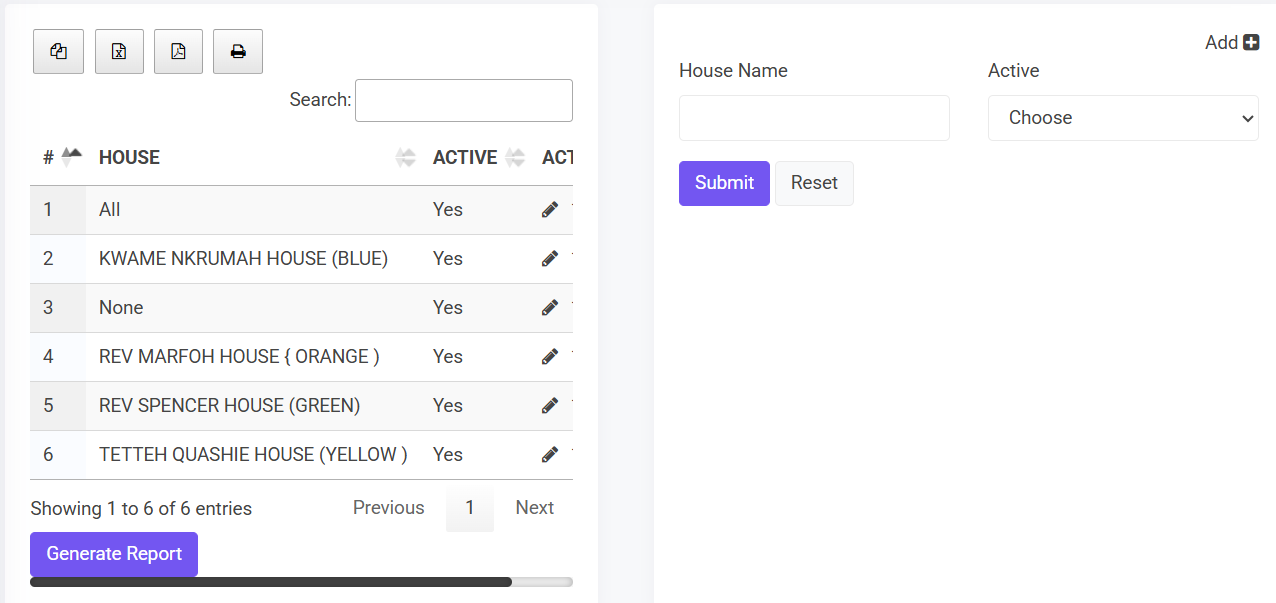 Search:
# HOUSE ACTIVE ACT
1 All Yes
2 KWAME NKRUMAH HOUSE (BLUE) Yes
3 None Yes
4 REV MARFOH HOUSE { ORANGE ) Yes
5 REV SPENCER HOUSE (GREEN) Yes
6 TETTEH QUASHIE HOUSE (YELLOW ) Yes
Showing 1 to 6 of 6 entries Previous 1 Next
Generate Report
Add
House Name Active
Choose
Submit Reset